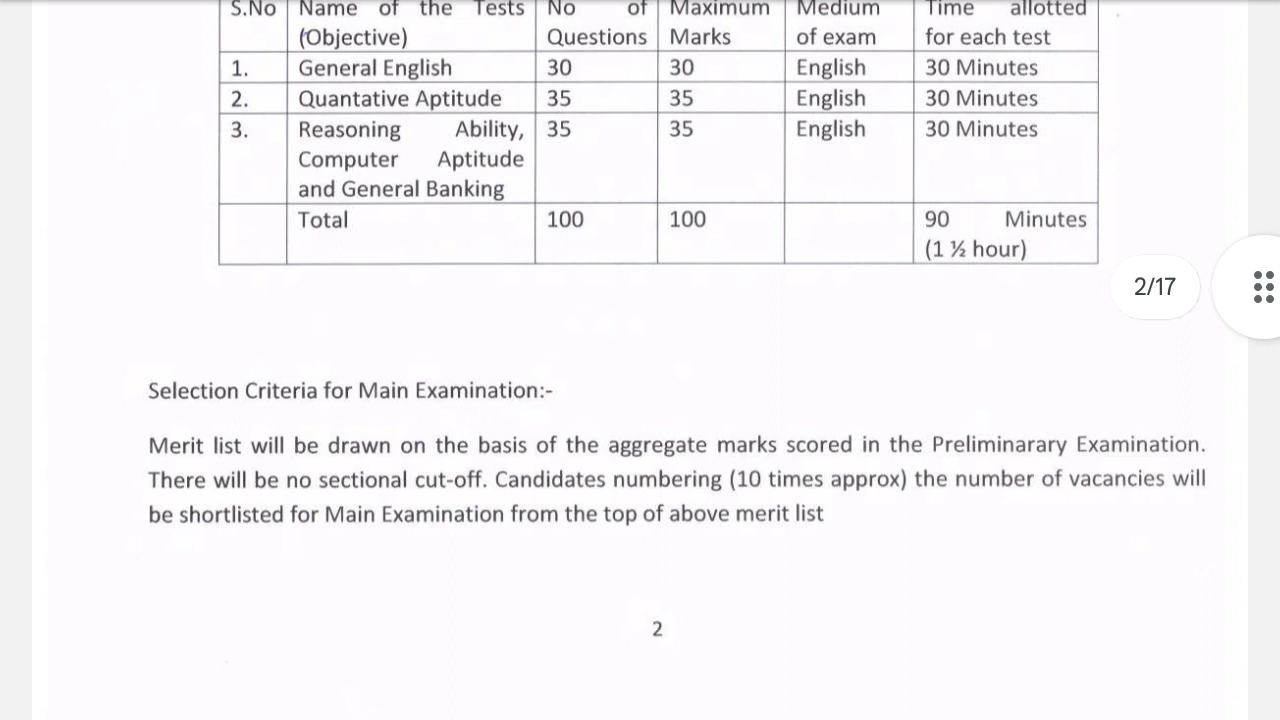 S.No Name of the Tests No of Maximum Medium Time allotted
(Objective) Questions Marks of exam for each test
1. General English 30 30 English 30 Minutes
2. Quantative Aptitude 35 35 English 30 Minutes
3. Reasoning Ability, 35 35 English 30 Minutes
Computer Aptitude
and General Banking
Total 100 100 90 Minutes
(1 ½ hour)
2/17
Selection Criteria for Main Examination:-
Merit list will be drawn on the basis of the aggregate marks scored in the Preliminarary Examination.
There will be no sectional cut-off. Candidates numbering (10 times approx) the number of vacancies will
be shortlisted for Main Examination from the top of above merit list
2